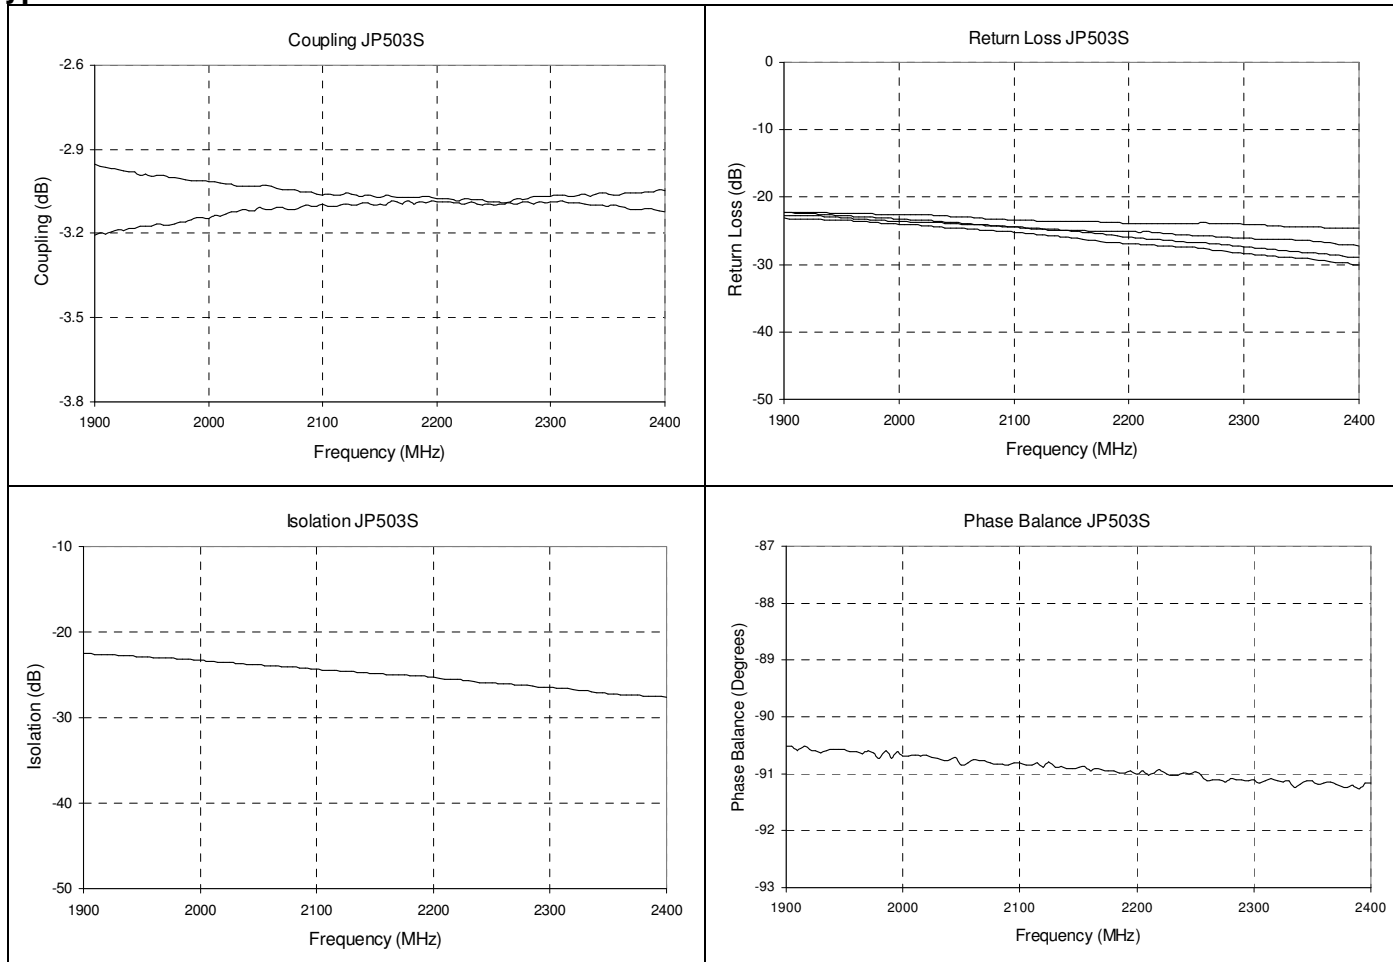 Coupling JP503S
-2.6
-2.9
-3.2
-3.5
-3.8
Coupling (dB)
1900 2000 2100 2200 2300 2400
Frequency (MHz)
Return Loss JP503S
0
-10
-20
-30
-40
-50
Return Loss (dB)
1900 2000 2100 2200 2300 2400
Frequency (MHz)
Isolation JP503S
-10
-20
-30
-40
-50
Isolation (dB)
1900 2000 2100 2200 2300 2400
Frequency (MHz)
Phase Balance JP503S
-87
-88
-89
-90
-91
-92
-93
Phase Balance (Degrees)
1900 2000 2100 2200 2300 2400
Frequency (MHz)